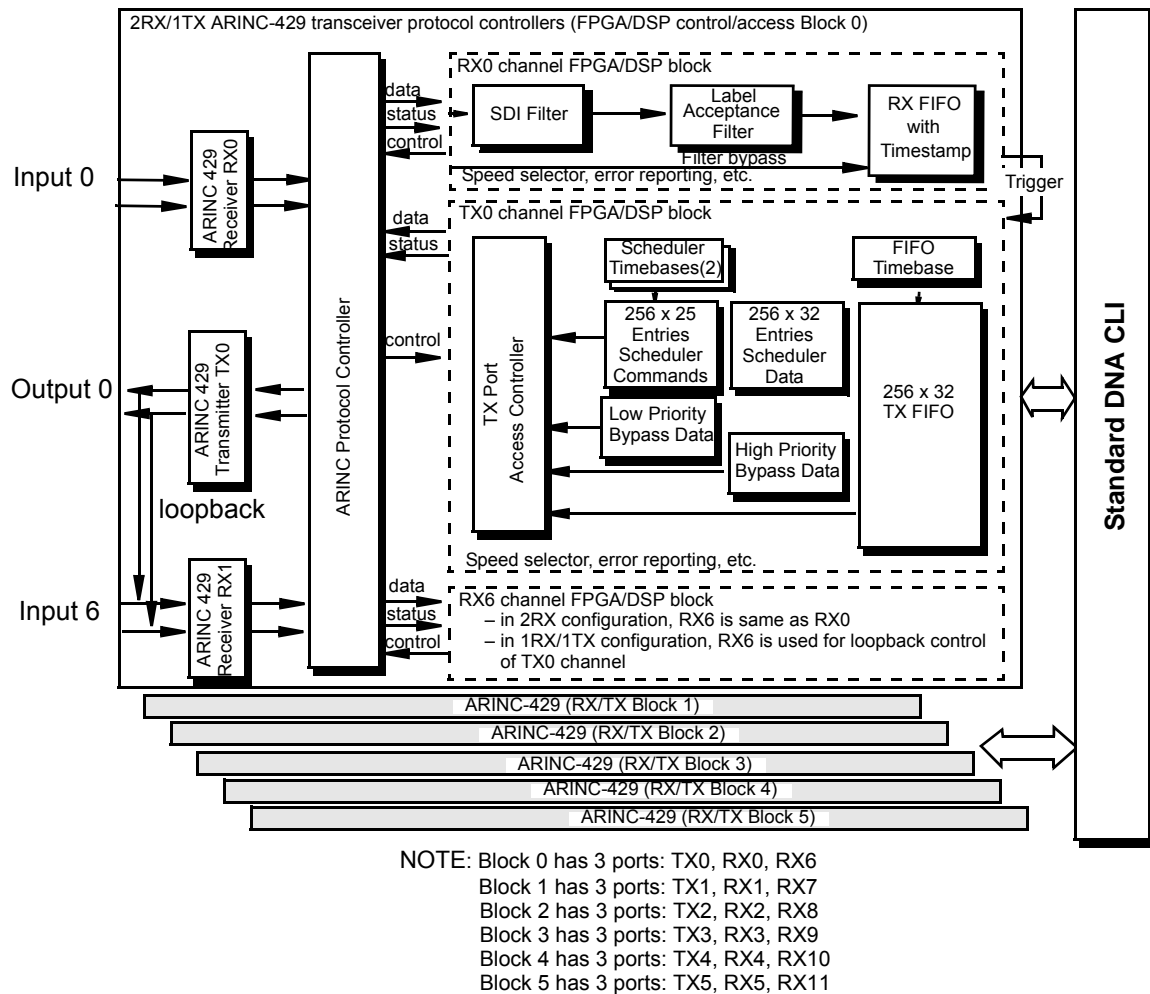 2RX/1TX ARINC-429 transceiver protocol controllers (FPGA/DSP control/access Block 0)
RX0 channel FPGA/DSP block
data
status
control
SDI Filter
Label
Acceptance
Filter
RX FIFO
with
Timestamp
Filter bypass
Speed selector, error reporting, etc.
Trigger
Input 0
ARINC 429
Receiver RX0
ARINC Protocol Controller
TX0 channel FPGA/DSP block
data
status
control
Scheduler
Timebases(2)
FIFO
Timebase
256 x 25
Entries
Scheduler
Commands
256 x 32
Entries
Scheduler
Data
256 x 32
TX FIFO
TX Port
Access Controller
Low Priority
Bypass Data
High Priority
Bypass Data
Speed selector, error reporting, etc.
Output 0
ARINC 429
Transmitter TX0
loopback
Input 6
ARINC 429
Receiver RX1
data
status
control
RX6 channel FPGA/DSP block
– in 2RX configuration, RX6 is same as RX0
– in 1RX/1TX configuration, RX6 is used for loopback control
of TX0 channel
Standard DNA CLI
ARINC-429 (RX/TX Block 1)
ARINC-429 (RX/TX Block 2)
ARINC-429 (RX/TX Block 3)
ARINC-429 (RX/TX Block 4)
ARINC-429 (RX/TX Block 5)
NOTE: Block 0 has 3 ports: TX0, RX0, RX6
Block 1 has 3 ports: TX1, RX1, RX7
Block 2 has 3 ports: TX2, RX2, RX8
Block 3 has 3 ports: TX3, RX3, RX9
Block 4 has 3 ports: TX4, RX4, RX10
Block 5 has 3 ports: TX5, RX5, RX11